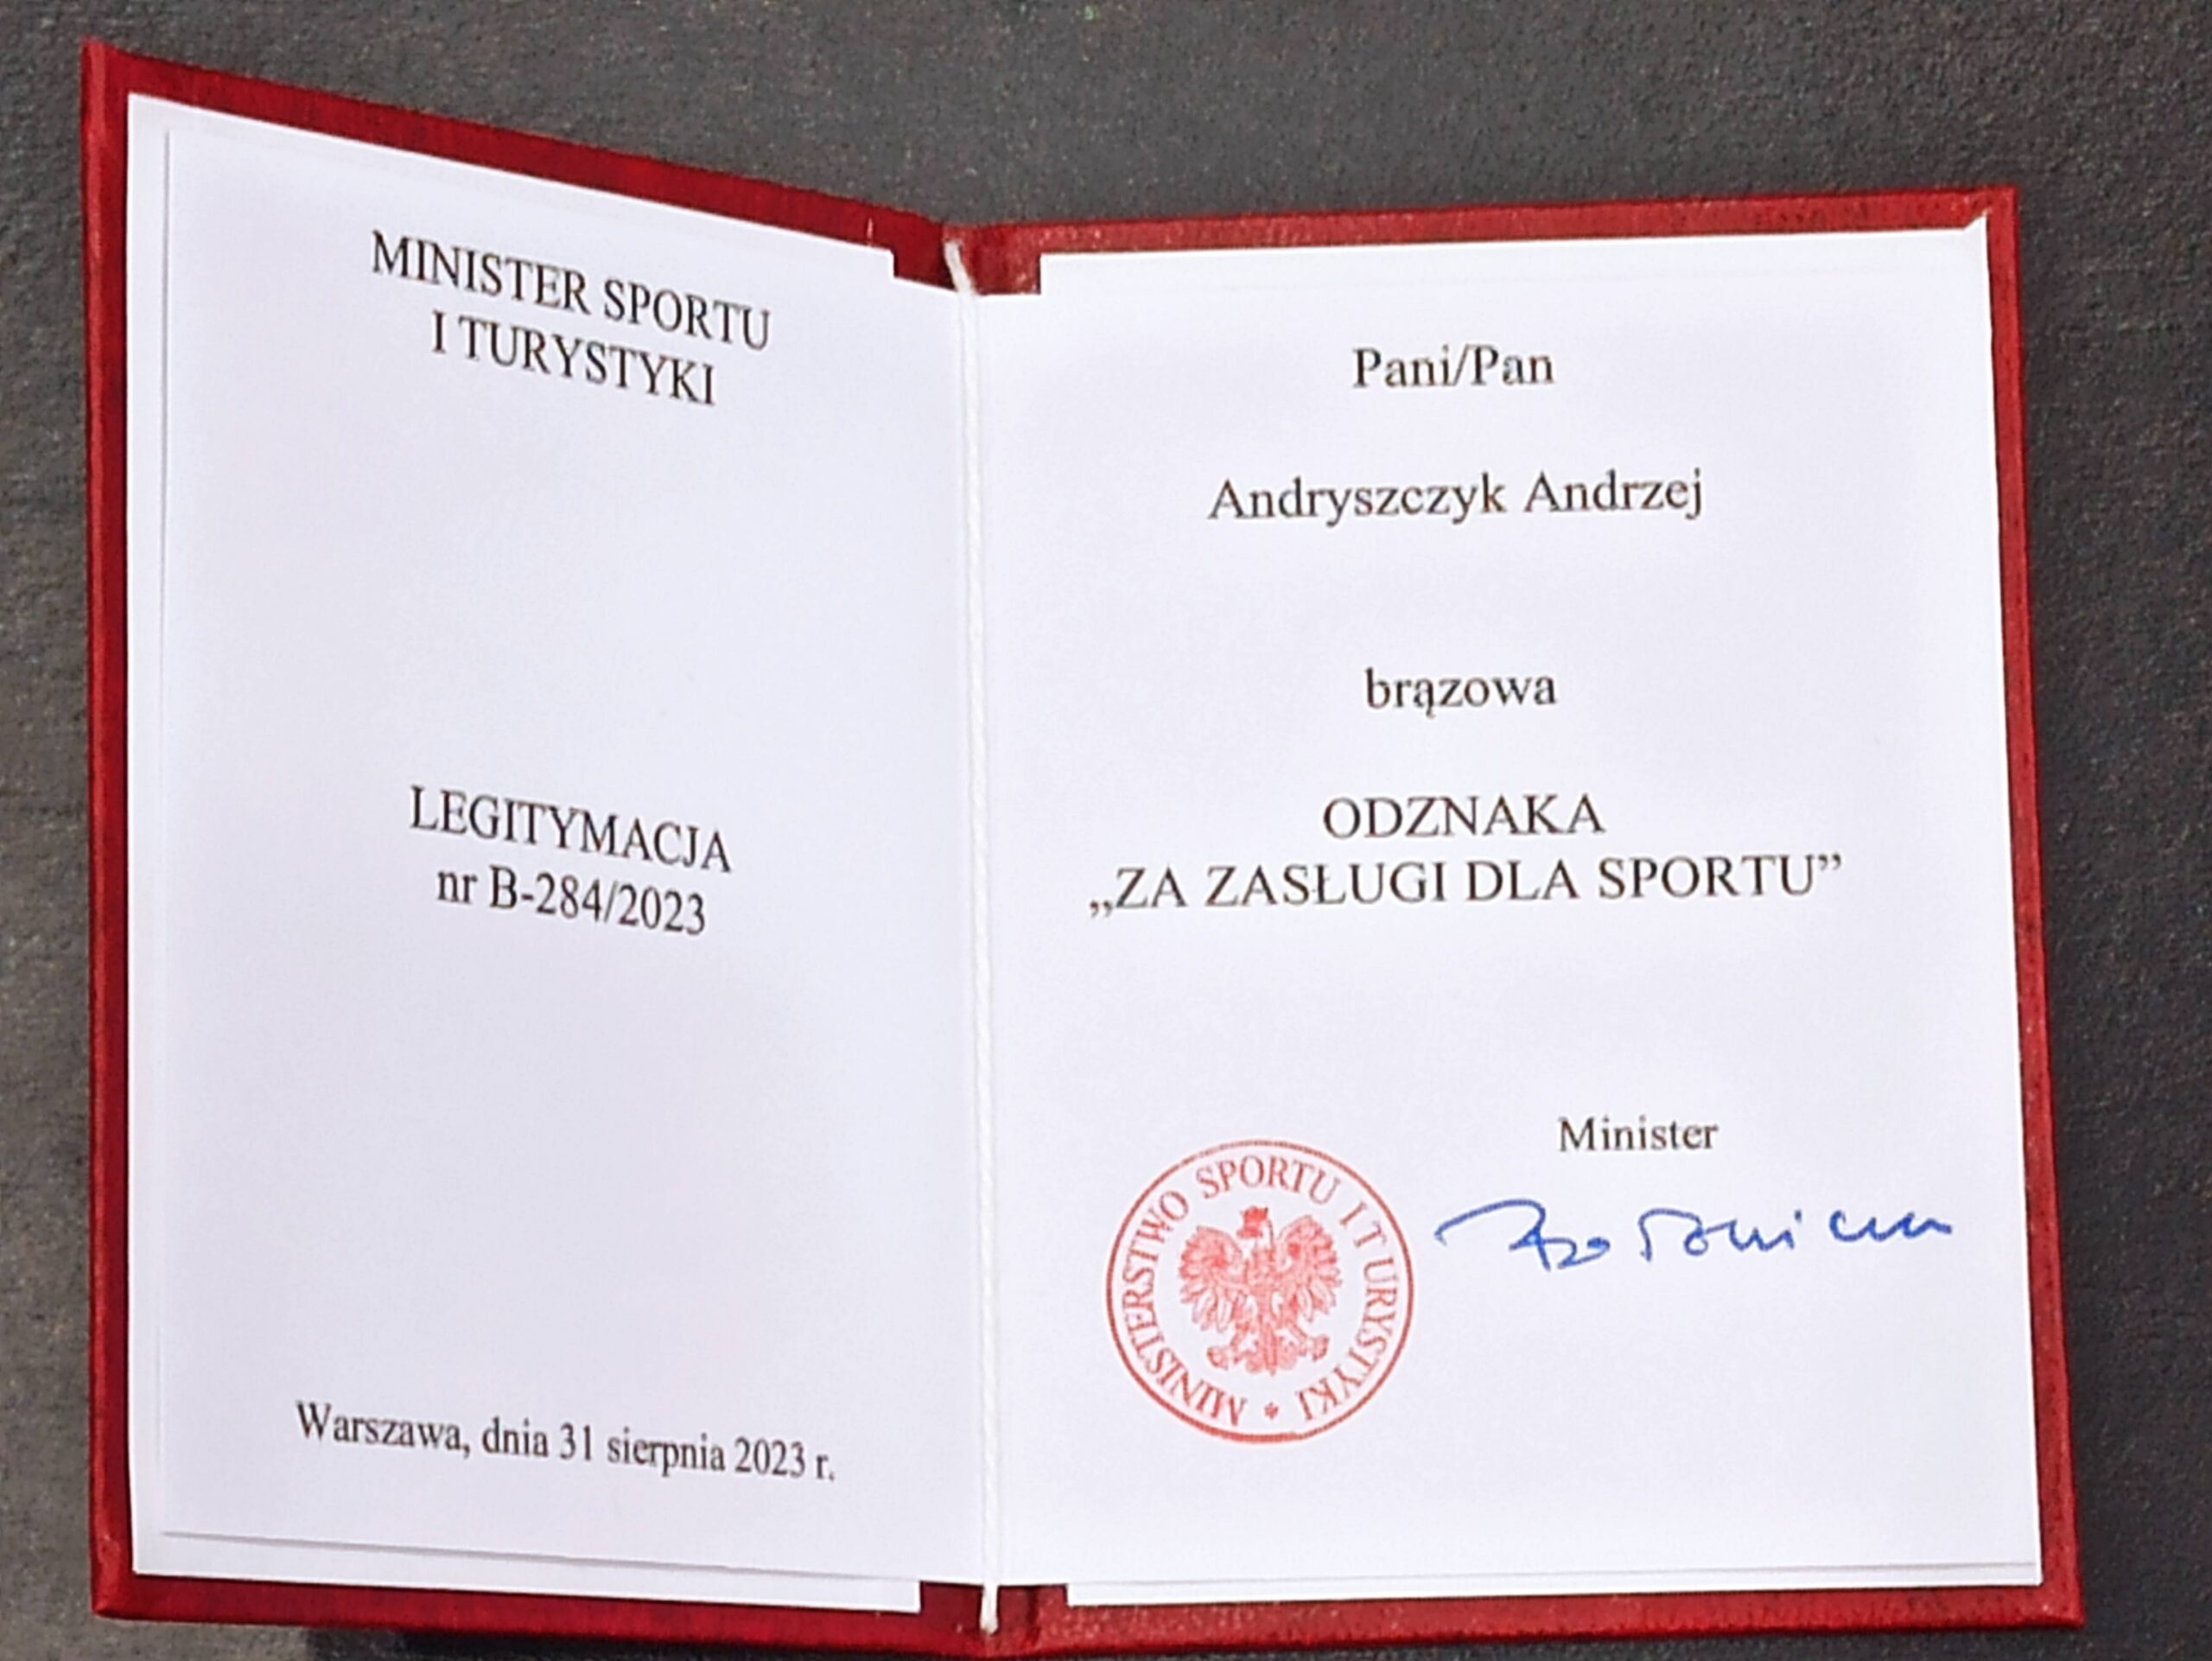 MINISTER SPORTU
I TURYSTYKI
LEGITYMACJA
nr B-284/2023
Warszawa, dnia 31 sierpnia 2023 r.
Pani/Pan
Andryszczyk Andrzej
brązowa
ODZNAKA
„ZA ZASŁUGI DLA SPORTU”
Minister
MINISTERSTWO SPORTU I TURYSTYKI *